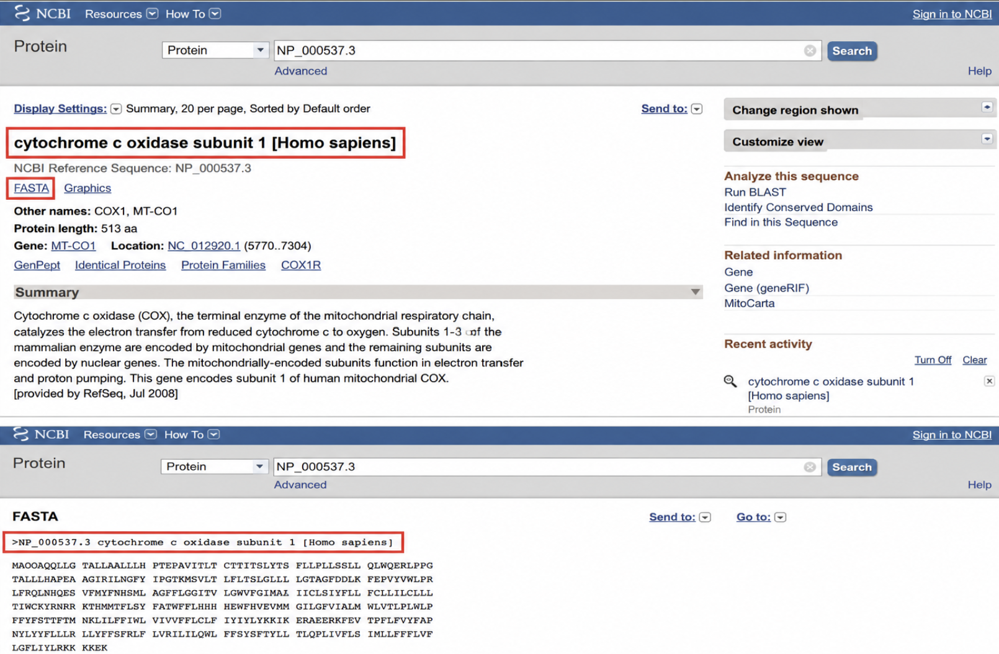 NCBI Resources How To Sign in to NCBI
Protein Protein NP_000537.3 Search
Advanced
Help
Display Settings: Summary, 20 per page, Sorted by Default order Send to:
Change region shown
cytochrome c oxidase subunit 1 [Homo sapiens]
Customize view
NCBI Reference Sequence: NP_000537.3
FASTA Graphics
Other names: COX1, MT-CO1
Protein length: 513 aa
Gene: MT-CO1 Location: NC_012920.1 (5770..7304)
GenPept Identical Proteins Protein Families COX1R
Summary
Cytochrome c oxidase (COX), the terminal enzyme of the mitochondrial respiratory chain,
catalyzes the electron transfer from reduced cytochrome c to oxygen. Subunits 1-3 the
mammalian enzyme are encoded by mitochondrial genes and the remaining subunits are
encoded by nuclear genes. The mitochondrially-encoded subunits function in electron transfer
and proton pumping. This gene encodes subunit 1 of human mitochondrial COX.
[provided by RefSeq, Jul 2008]
Analyze this sequence
Run BLAST
Identify Conserved Domains
Find in this Sequence
Related information
Gene
Gene (geneRIF)
MitoCarta
Recent activity
Turn Off Clear
cytochrome c oxidase subunit 1
[Homo sapiens]
Protein
NCBI Resources How To Sign in to NCBI
Protein Protein NP_000537.3 Search
Advanced
Help
FASTA Send to: Go to:
>NP_000537.3 cytochrome c oxidase subunit 1 [Homo sapiens]
MAOOAQQLLG TALLAALLLH PTEPAVITLT CTTITSLYTS FLLPLLSSLL QLWQERLPPG
TALLLHAPEA AGIRILNGFY IPGTKMSVLT LFLTSLGLLL LGTAGFDDLK FEPVYVWLPR
LFRQLNHQES VFMYFNHSML AGFFLGGITV IICLSIYFLL FCLLILCLLL
TIWCKYRNRR KTHMMTFLSY FATWFFLHHH HEWFHVEVMM GILGFVIALM WLVTLPLWLP
FFYFSTTFTM NKLILFFIWL VIVVFFLCLF IYIYLYKKIK ERAEERKFEV TPFLFVYFAP
NYLYYFLLLR LLYFFSFRLF LVRILILQWL FFSYSFTYLL TLQPLIVFLS IMLLFFFLVF
LGFLIYLRKK KKEK